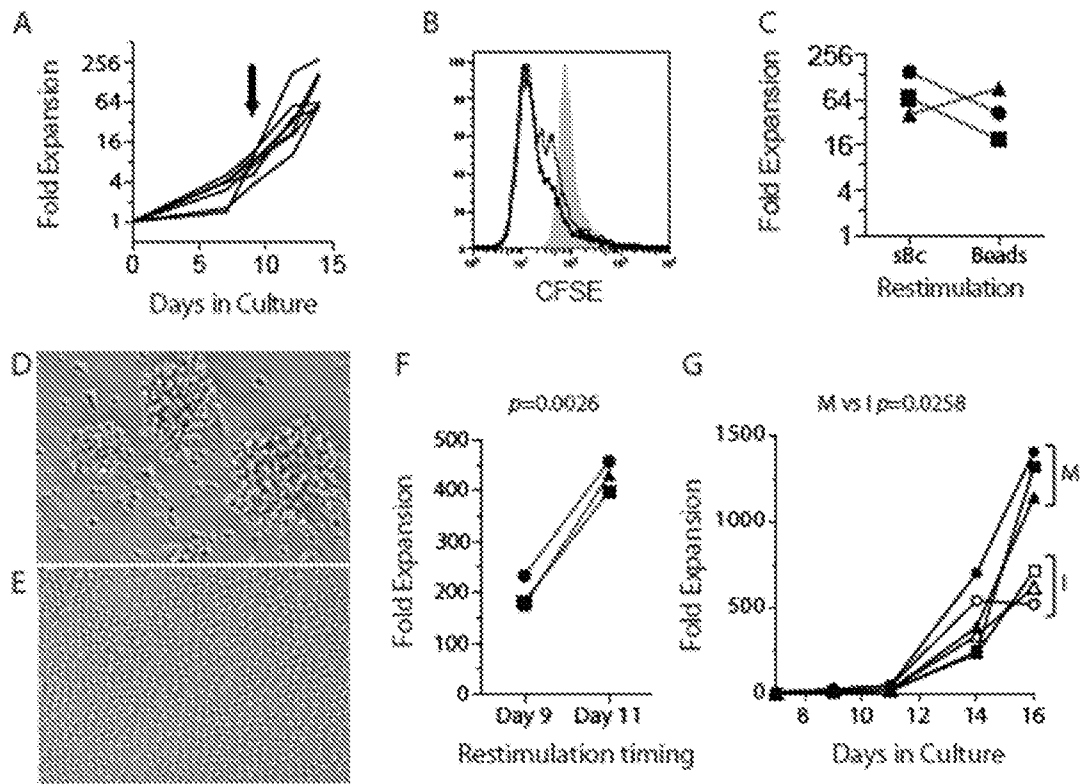 A
256
64
16
4
1
0 5 10 15
Fold Expansion
Days in Culture
B
CFSE
C
256
64
16
4
1
Fold Expansion
sBc Beads
Restimulation
D
E
F
p=0.0026
500
400
300
200
100
0
Fold Expansion
Day 9 Day 11
Restimulation timing
G
M vs I p=0.0258
1500
1000
500
0
Fold Expansion
8 10 12 14 16
Days in Culture
M
I